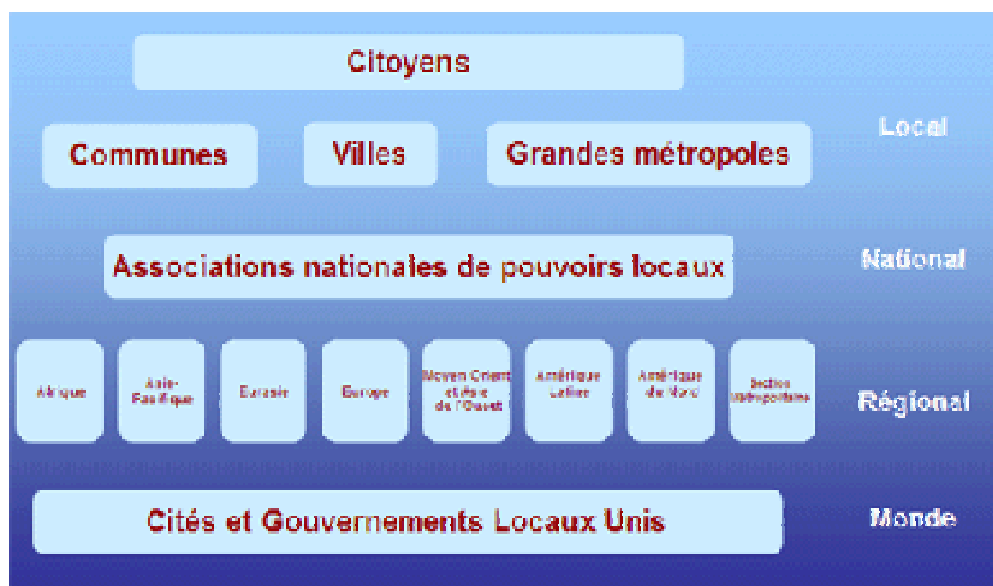 Citoyens
Local
Communes
Villes
Grandes métropoles
Associations nationales de pouvoirs locaux
National
Afrique
Asie-
Pacifique
Eurasie
Europe
Moyen Orient
et Asie
de l'Ouest
Amérique
Latine
Amérique
du Nord
Section
Métropolitaine
Régional
Cités et Gouvernements Locaux Unis
Monde